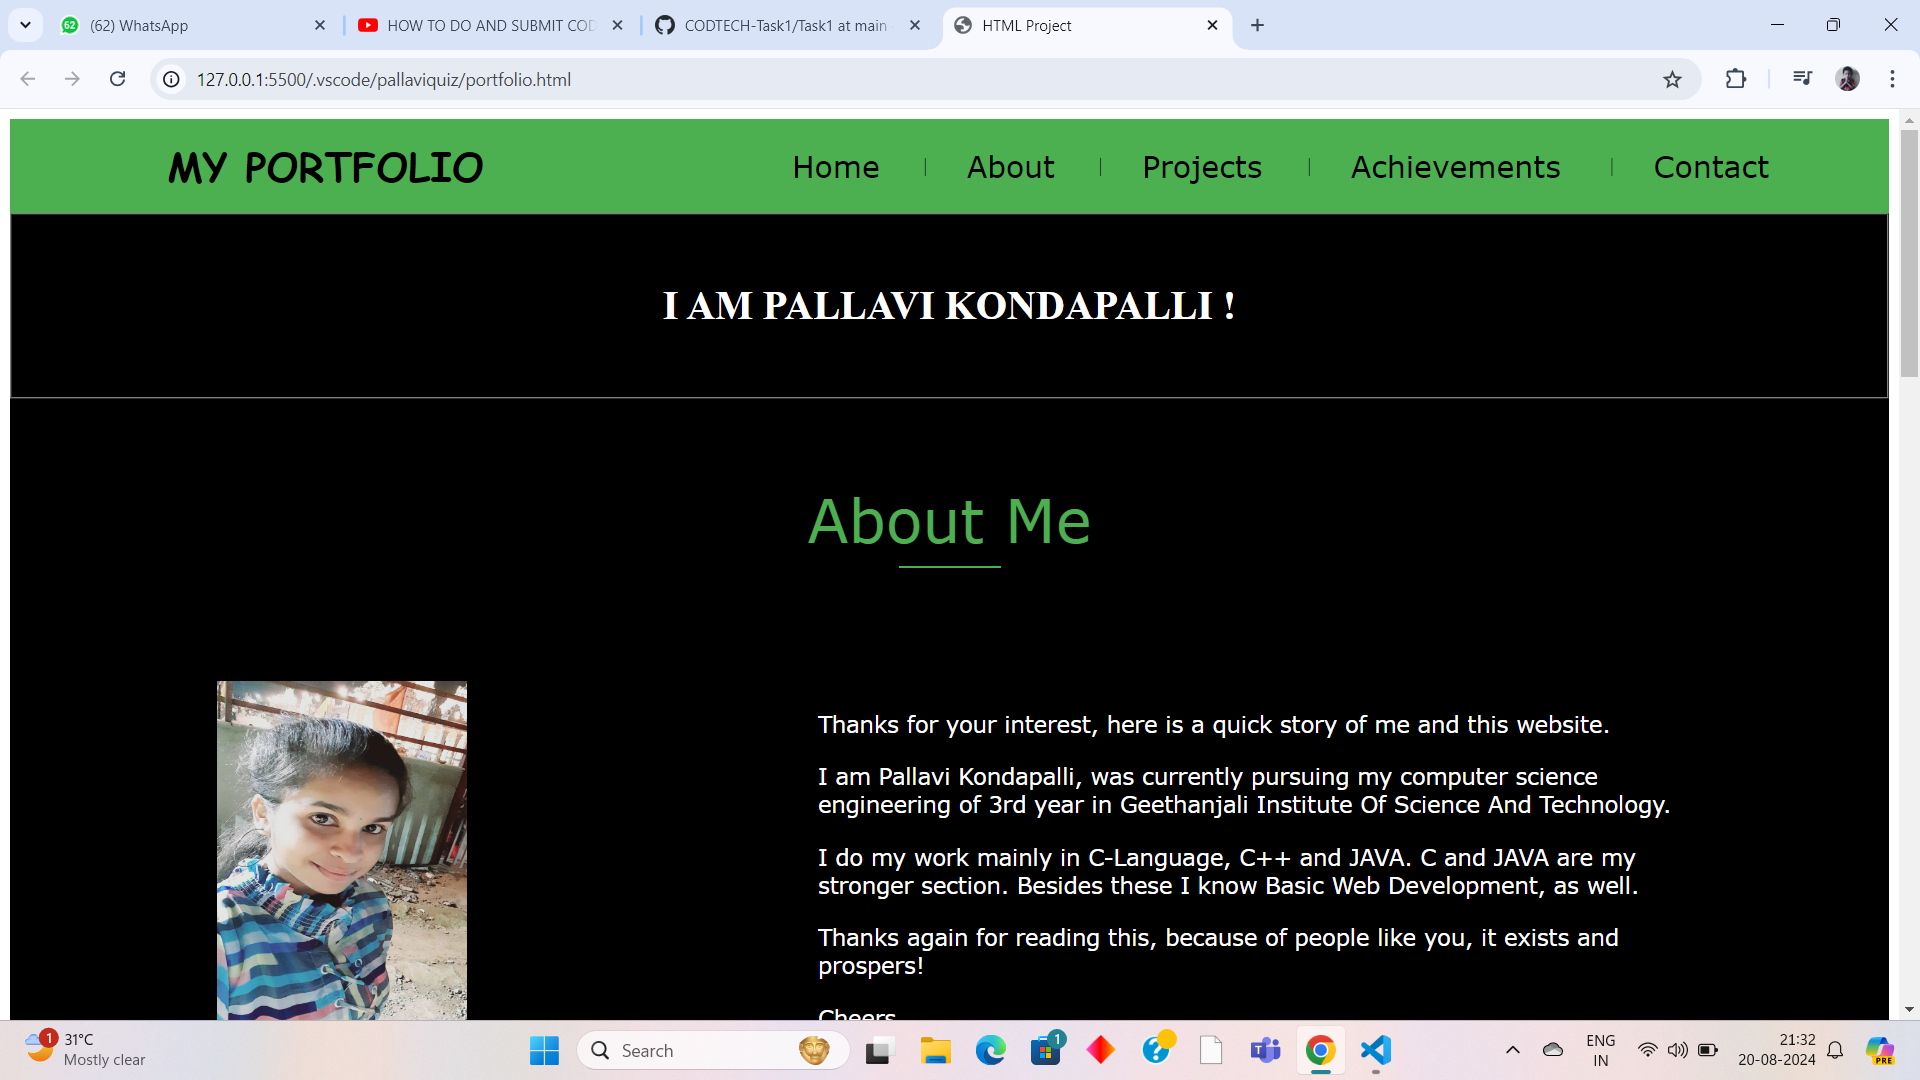 (62) WhatsApp
HOW TO DO AND SUBMIT COD
CODTECH-Task1/Task1 at main
HTML Project
127.0.0.1:5500/.vscode/pallaviquiz/portfolio.html
MY PORTFOLIO
Home
About
Projects
Achievements
Contact
I AM PALLAVI KONDAPALLI !
About Me
Thanks for your interest, here is a quick story of me and this website.
I am Pallavi Kondapalli, was currently pursuing my computer science
engineering of 3rd year in Geethanjali Institute Of Science And Technology.
I do my work mainly in C-Language, C++ and JAVA. C and JAVA are my
stronger section. Besides these I know Basic Web Development, as well.
Thanks again for reading this, because of people like you, it exists and
prospers!
Cheers
1
31°C
Mostly clear
Search
1
ENG
IN
21:32
20-08-2024
PRE